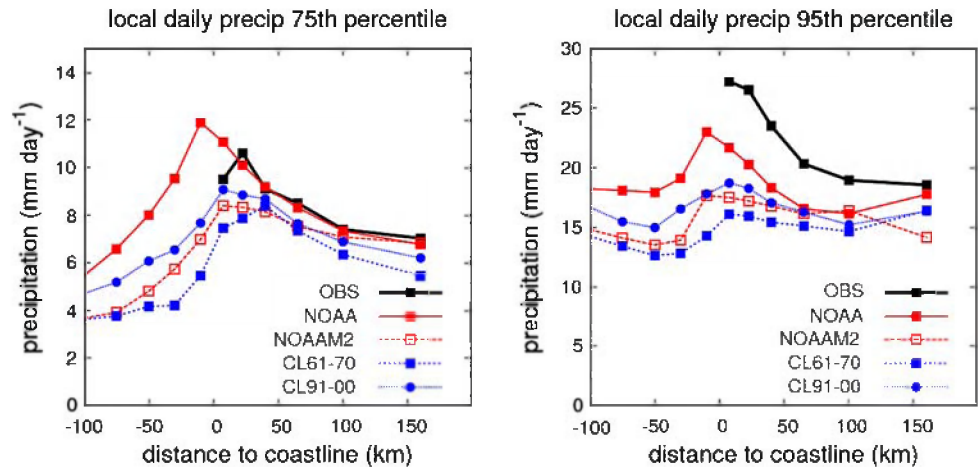 local daily precip 75th percentile
precipitation (mm day⁻¹)
14
12
10
8
6
4
2
0
OBS
NOAA
NOAAM2
CL61-70
CL91-00
-100 -50 0 50 100 150
distance to coastline (km)
local daily precip 95th percentile
precipitation (mm day⁻¹)
30
25
20
15
10
5
0
OBS
NOAA
NOAAM2
CL61-70
CL91-00
-100 -50 0 50 100 150
distance to coastline (km)